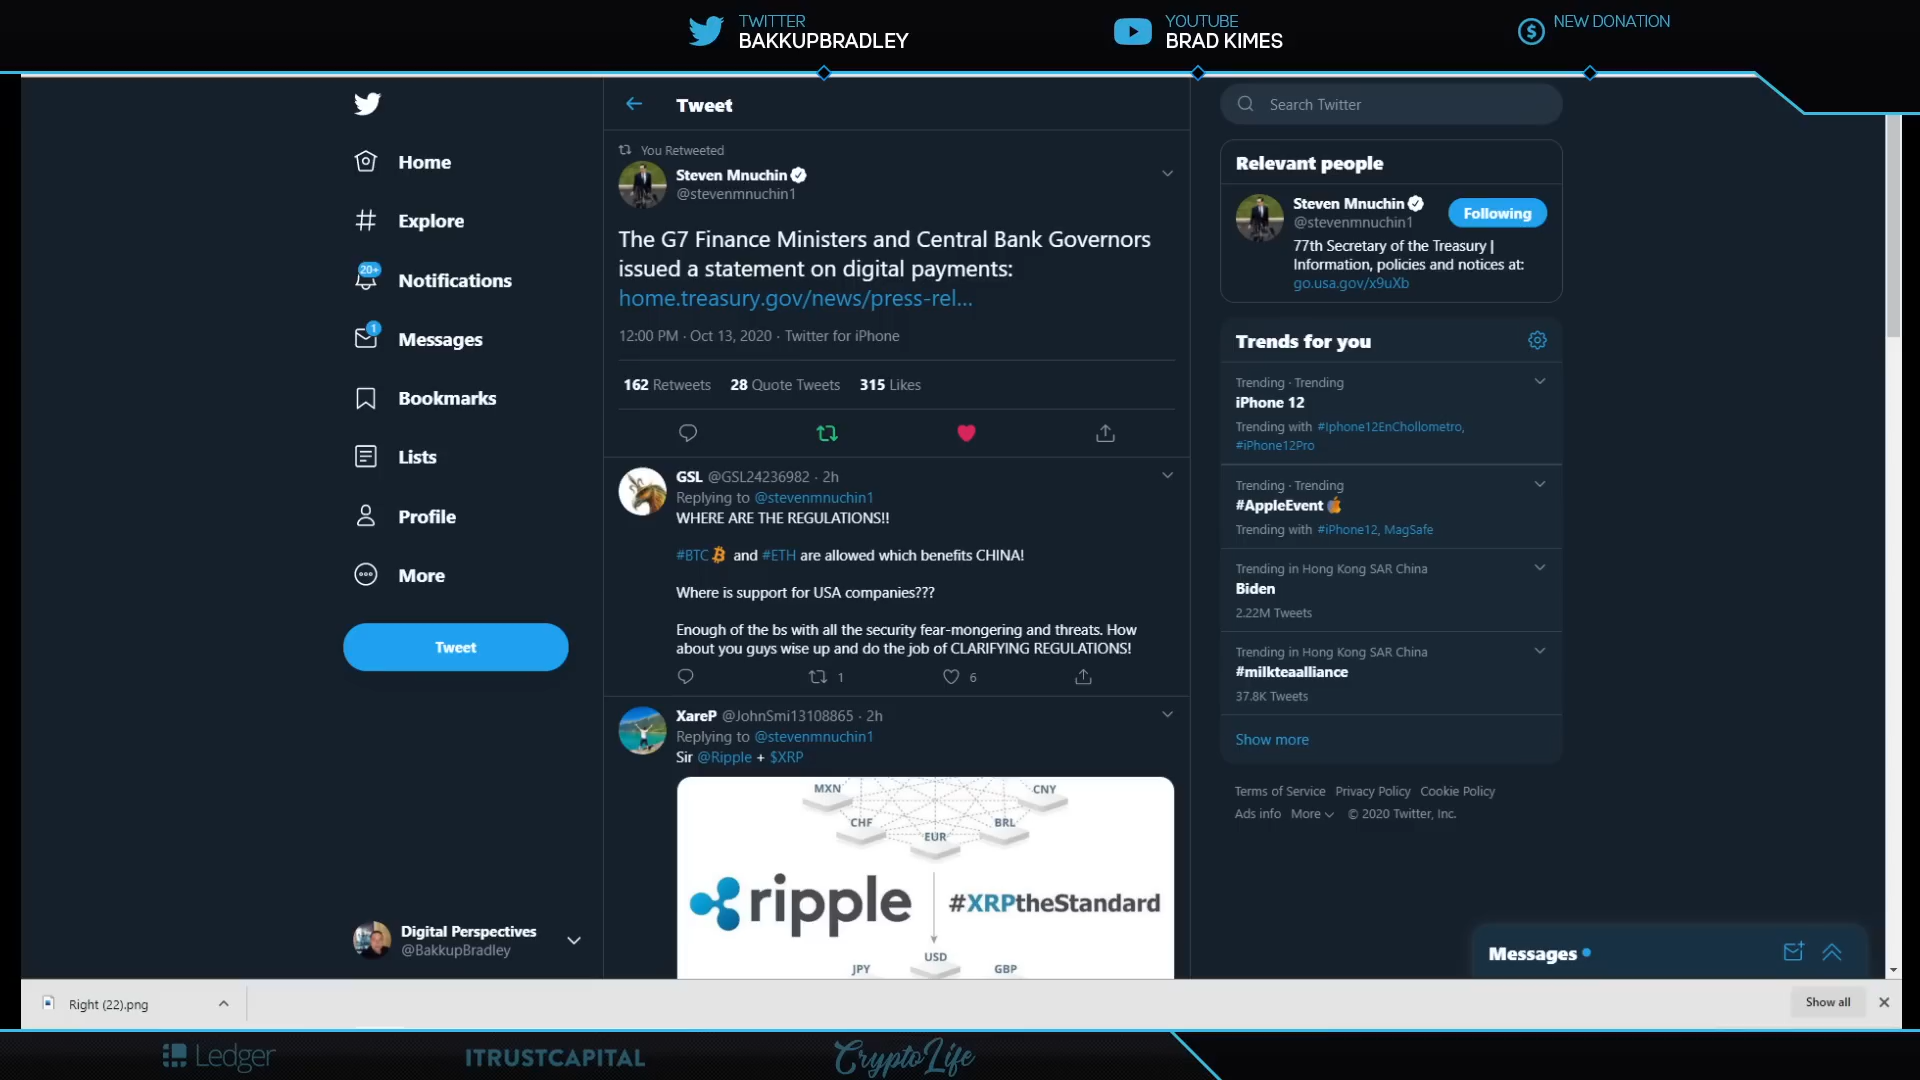 TWITTER
BAKKUPBRADLEY
YOUTUBE
BRAD KIMES
NEW DONATION
Home
Explore
20+
Notifications
1
Messages
Bookmarks
Lists
Profile
More
Tweet
Digital Perspectives
@BakkupBradley
Tweet
You Retweeted
Steven Mnuchin
@stevenmnuchin1
The G7 Finance Ministers and Central Bank Governors
issued a statement on digital payments:
home.treasury.gov/news/press-rel...
12:00 PM · Oct 13, 2020 · Twitter for iPhone
162 Retweets 28 Quote Tweets 315 Likes
GSL @GSL24236982 · 2h
Replying to @stevenmnuchin1
WHERE ARE THE REGULATIONS!!
#BTC and #ETH are allowed which benefits CHINA!
Where is support for USA companies???
Enough of the bs with all the security fear-mongering and threats. How
about you guys wise up and do the job of CLARIFYING REGULATIONS!
1 6
XareP @JohnSmi13108865 · 2h
Replying to @stevenmnuchin1
Sir @Ripple + $XRP
MXN CNY
CHF BRL
EUR
ripple #XRPtheStandard
USD
JPY GBP
Search Twitter
Relevant people
Steven Mnuchin
@stevenmnuchin1
Following
77th Secretary of the Treasury |
Information, policies and notices at:
go.usa.gov/x9uXb
Trends for you
Trending · Trending
iPhone 12
Trending with #Iphone12EnChollometro,
#iPhone12Pro
Trending · Trending
#AppleEvent
Trending with #iPhone12, MagSafe
Trending in Hong Kong SAR China
Biden
2.22M Tweets
Trending in Hong Kong SAR China
#milkteaalliance
37.8K Tweets
Show more
Terms of Service Privacy Policy Cookie Policy
Ads info More © 2020 Twitter, Inc.
Messages
Right (22).png
Show all
Ledger
ITRUSTCAPITAL
CryptoLife